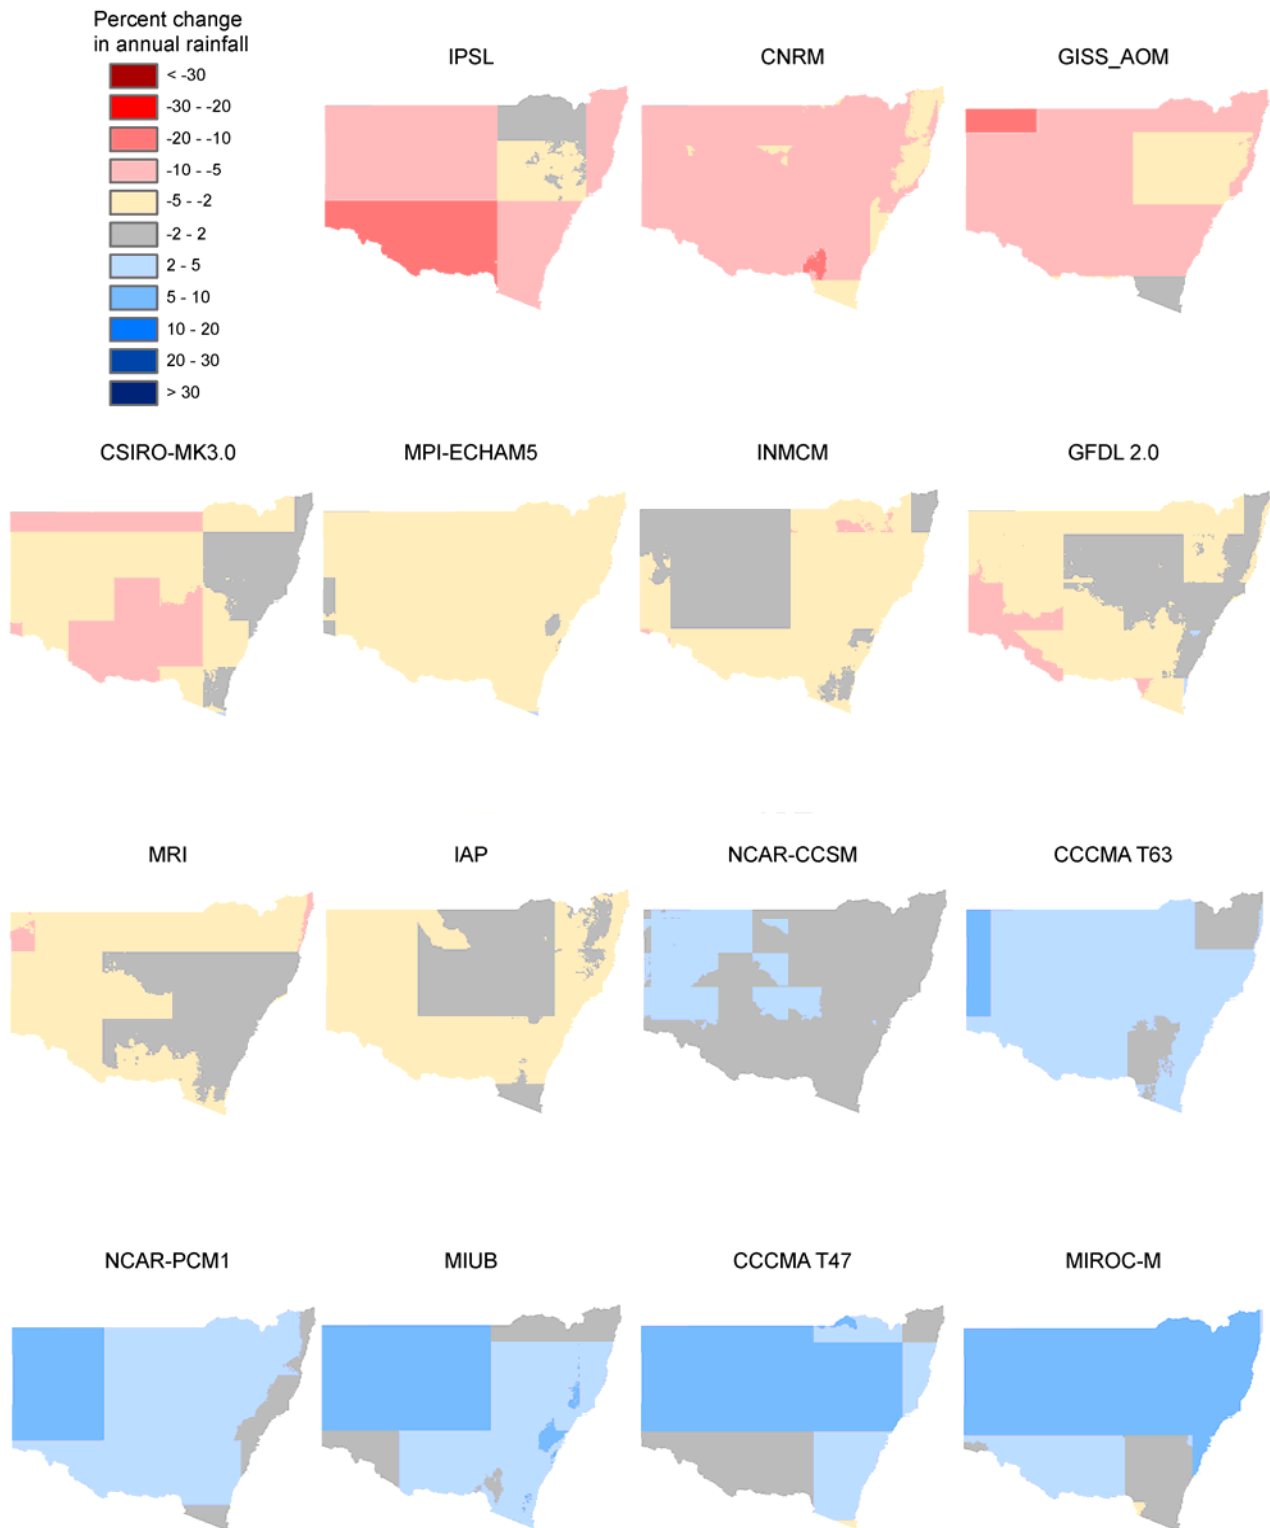 Percent change
in annual rainfall
< -30
-30 - -20
-20 - -10
-10 - -5
-5 - -2
-2 - 2
2 - 5
5 - 10
10 - 20
20 - 30
> 30
IPSL
CNRM
GISS_AOM
CSIRO-MK3.0
MPI-ECHAM5
INMCM
GFDL 2.0
MRI
IAP
NCAR-CCSM
CCCMA T63
NCAR-PCM1
MIUB
CCCMA T47
MIROC-M